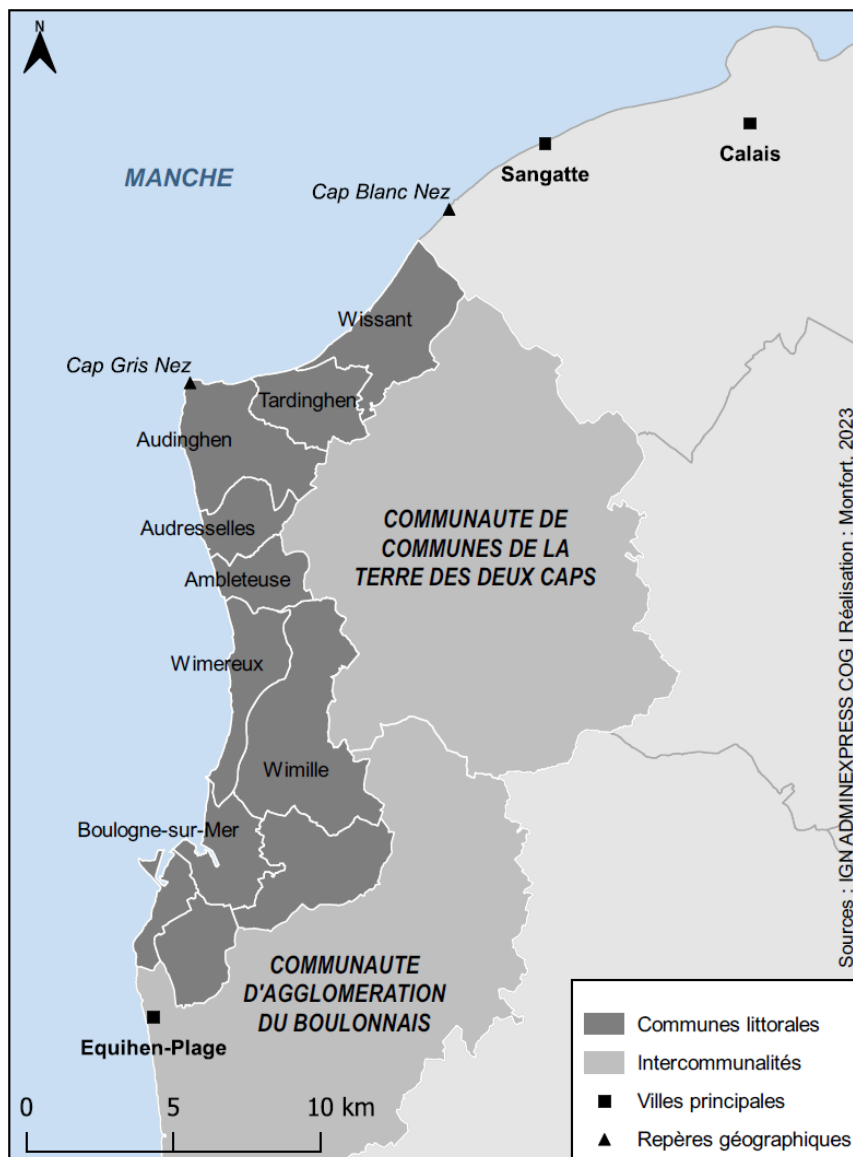 N
MANCHE
Calais
Sangatte
Cap Blanc Nez
Wissant
Cap Gris Nez
Tardinghen
Audinghen
Audresselles
COMMUNAUTE DE
COMMUNES DE LA
TERRE DES DEUX CAPS
Ambleteuse
Wimereux
Wimille
Boulogne-sur-Mer
COMMUNAUTE
D'AGGLOMERATION
DU BOULONNAIS
Equihen-Plage
0 5 10 km
Communes littorales
Intercommunalités
Villes principales
Repères géographiques
Sources : IGN ADMINEXPRESS COG I Réalisation : Monfort, 2023